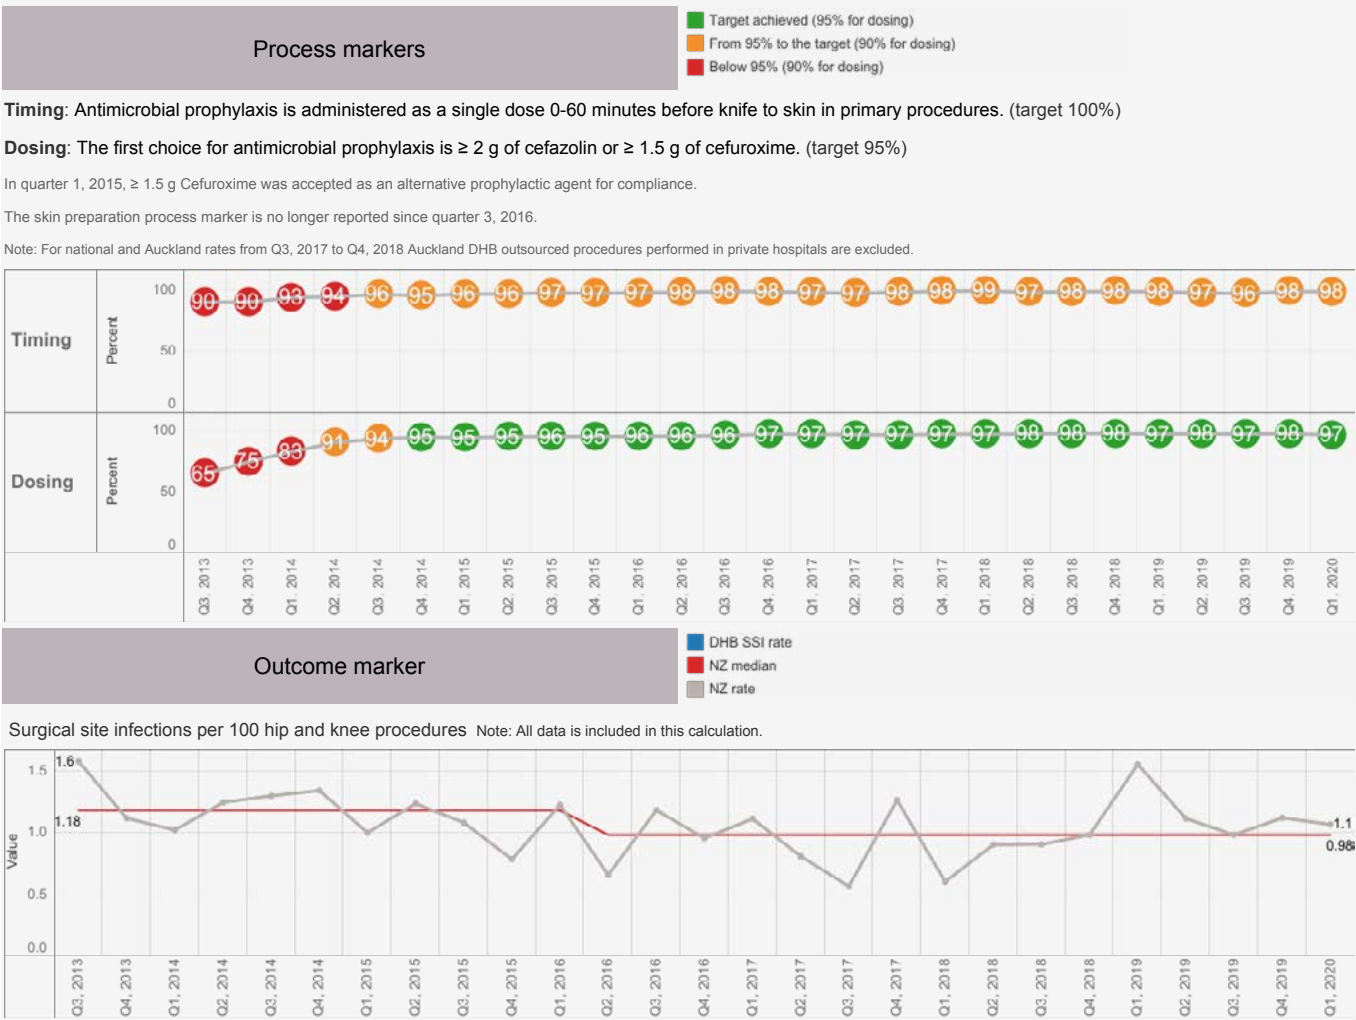 Process markers
Target achieved (95% for dosing)
From 95% to the target (90% for dosing)
Below 95% (90% for dosing)
Timing: Antimicrobial prophylaxis is administered as a single dose 0-60 minutes before knife to skin in primary procedures. (target 100%)
Dosing: The first choice for antimicrobial prophylaxis is ≥ 2 g of cefazolin or ≥ 1.5 g of cefuroxime. (target 95%)
In quarter 1, 2015, ≥ 1.5 g Cefuroxime was accepted as an alternative prophylactic agent for compliance.
The skin preparation process marker is no longer reported since quarter 3, 2016.
Note: For national and Auckland rates from Q3, 2017 to Q4, 2018 Auckland DHB outsourced procedures performed in private hospitals are excluded.
Timing
Percent
100
50
0
90 90 93 94 96 95 96 96 97 97 97 98 98 98 97 97 98 98 99 97 98 98 98 97 96 98 98
Dosing
Percent
100
50
0
65 75 83 91 94 95 95 95 96 95 96 96 96 97 97 97 97 97 97 98 98 98 97 98 97 98 97
Q3, 2013 Q4, 2013 Q1, 2014 Q2, 2014 Q3, 2014 Q4, 2014 Q1, 2015 Q2, 2015 Q3, 2015 Q4, 2015 Q1, 2016 Q2, 2016 Q3, 2016 Q4, 2016 Q1, 2017 Q2, 2017 Q3, 2017 Q4, 2017 Q1, 2018 Q2, 2018 Q3, 2018 Q4, 2018 Q1, 2019 Q2, 2019 Q3, 2019 Q4, 2019 Q1, 2020
Outcome marker
DHB SSI rate
NZ median
NZ rate
Surgical site infections per 100 hip and knee procedures Note: All data is included in this calculation.
Value
1.5
1.0
0.5
0.0
1.6
1.18
1.1
0.98
Q3, 2013 Q4, 2013 Q1, 2014 Q2, 2014 Q3, 2014 Q4, 2014 Q1, 2015 Q2, 2015 Q3, 2015 Q4, 2015 Q1, 2016 Q2, 2016 Q3, 2016 Q4, 2016 Q1, 2017 Q2, 2017 Q3, 2017 Q4, 2017 Q1, 2018 Q2, 2018 Q3, 2018 Q4, 2018 Q1, 2019 Q2, 2019 Q3, 2019 Q4, 2019 Q1, 2020